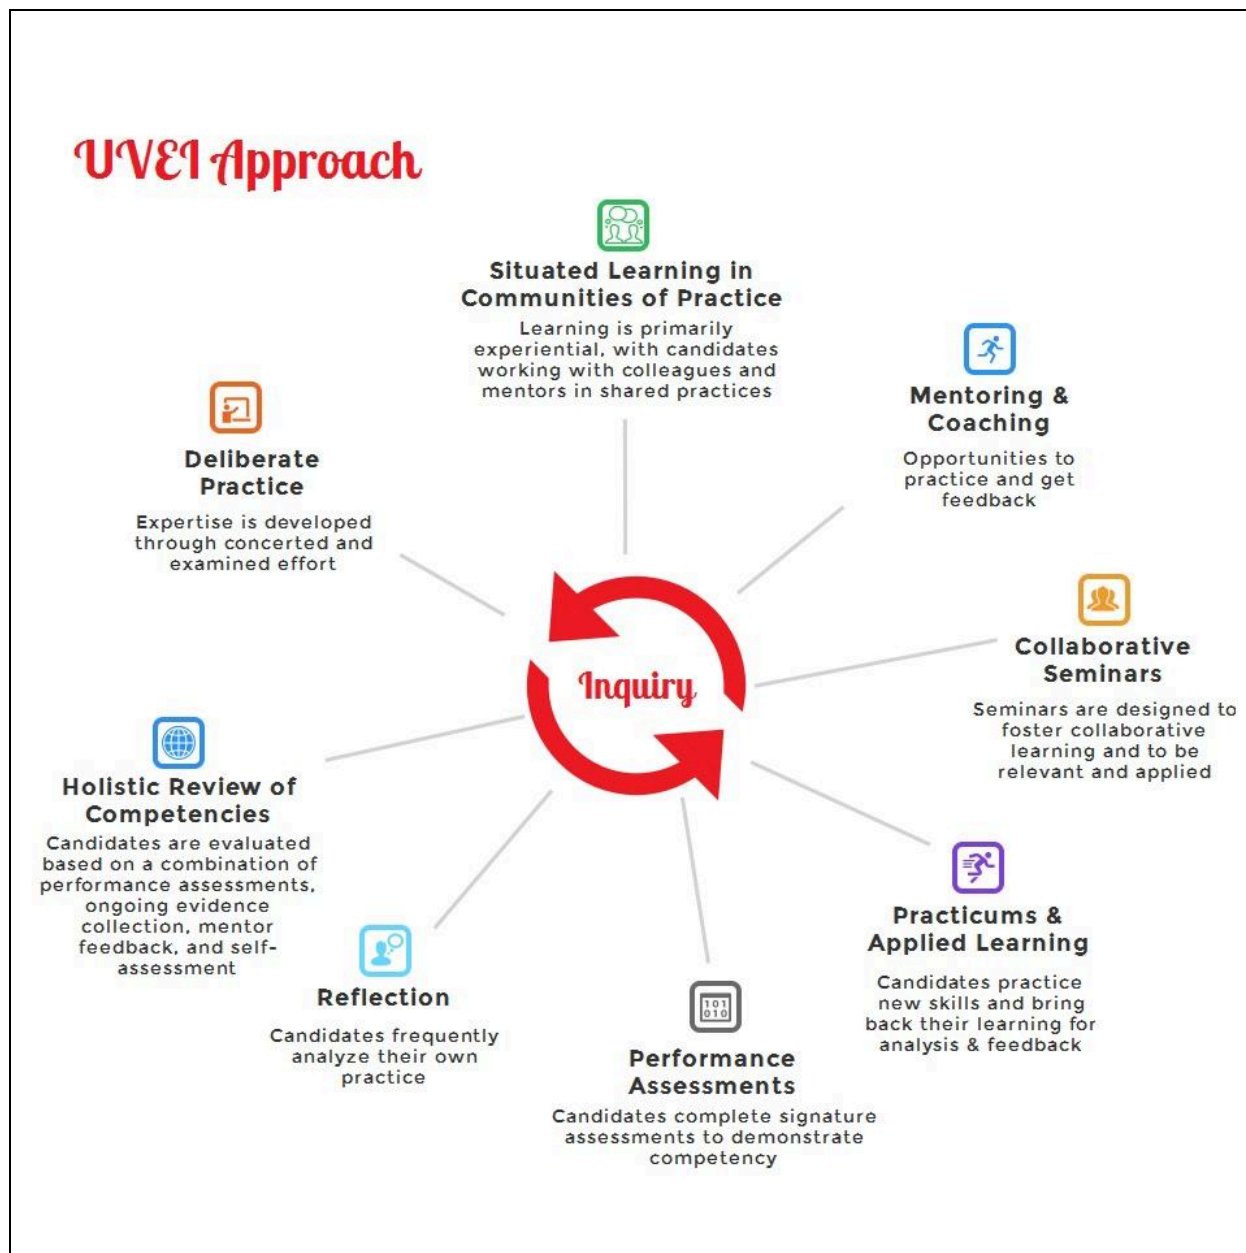 UVEI Approach
Situated Learning in
Communities of Practice
Learning is primarily
experiential, with candidates
working with colleagues and
mentors in shared practices
Mentoring &
Coaching
Opportunities to
practice and get
feedback
Collaborative
Seminars
Seminars are designed to
foster collaborative
learning and to be
relevant and applied
Practicums &
Applied Learning
Candidates practice
new skills and bring
back their learning for
analysis & feedback
101
010
Performance
Assessments
Candidates complete signature
assessments to demonstrate
competency
Reflection
Candidates frequently
analyze their own
practice
Holistic Review of
Competencies
Candidates are evaluated
based on a combination of
performance assessments,
ongoing evidence
collection, mentor
feedback, and self-
assessment
Deliberate
Practice
Expertise is developed
through concerted and
examined effort
Inquiry